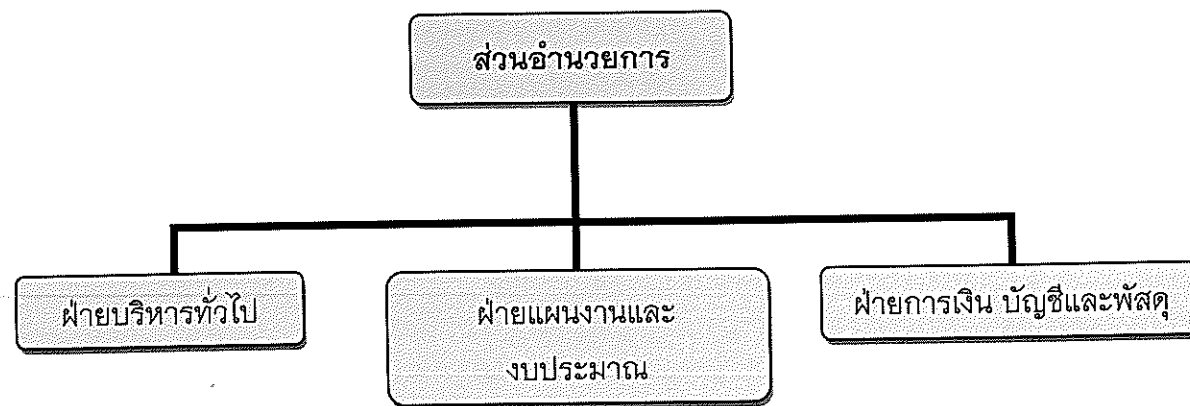 ส่วนอำนวยการ
ฝ่ายบริหารทั่วไป
ฝ่ายแผนงานและ
งบประมาณ
ฝ่ายการเงิน บัญชีและพัสดุ